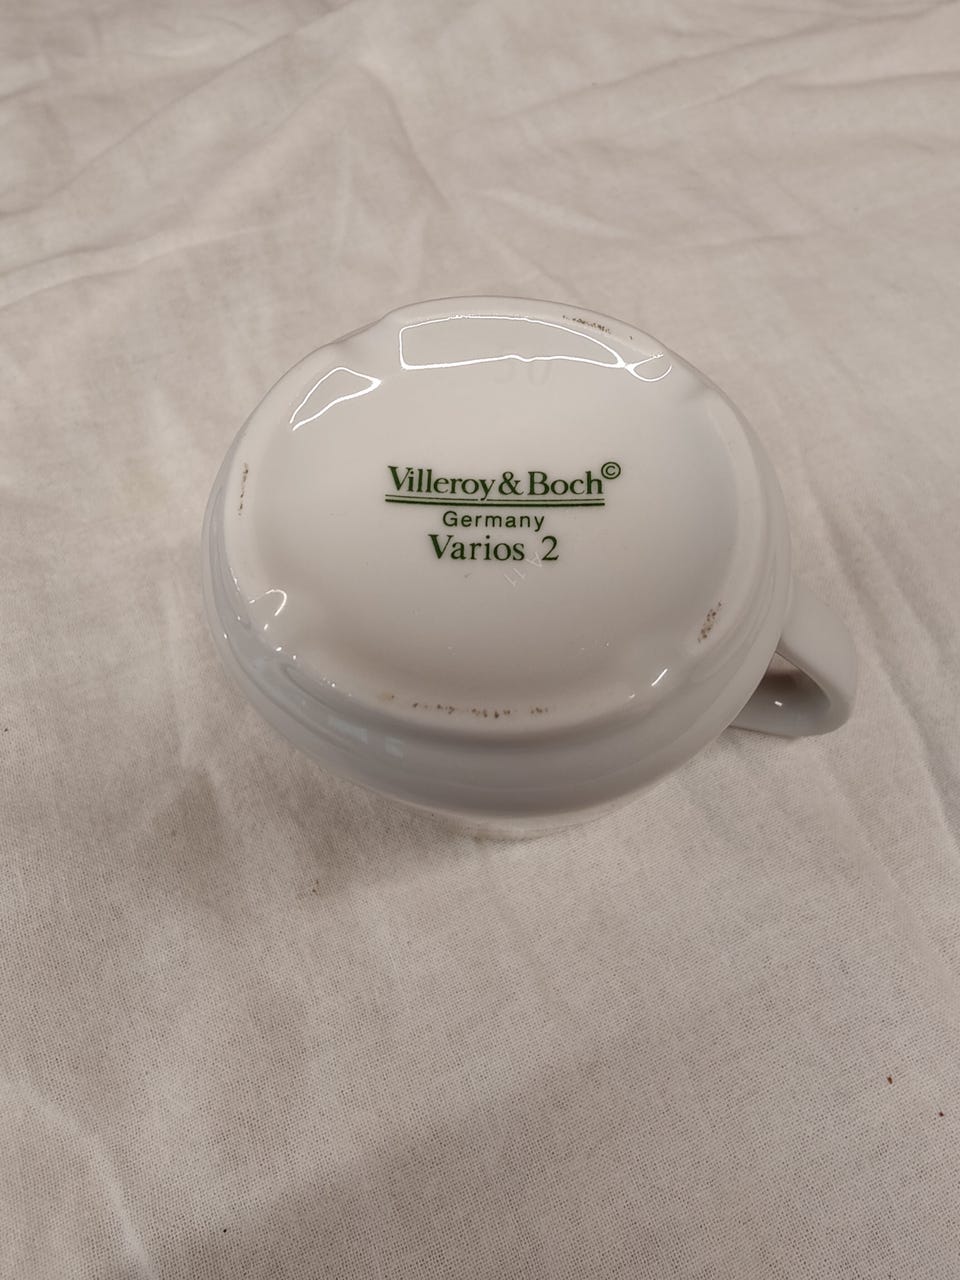 Villeroy & Boch©
Germany
Varios 2